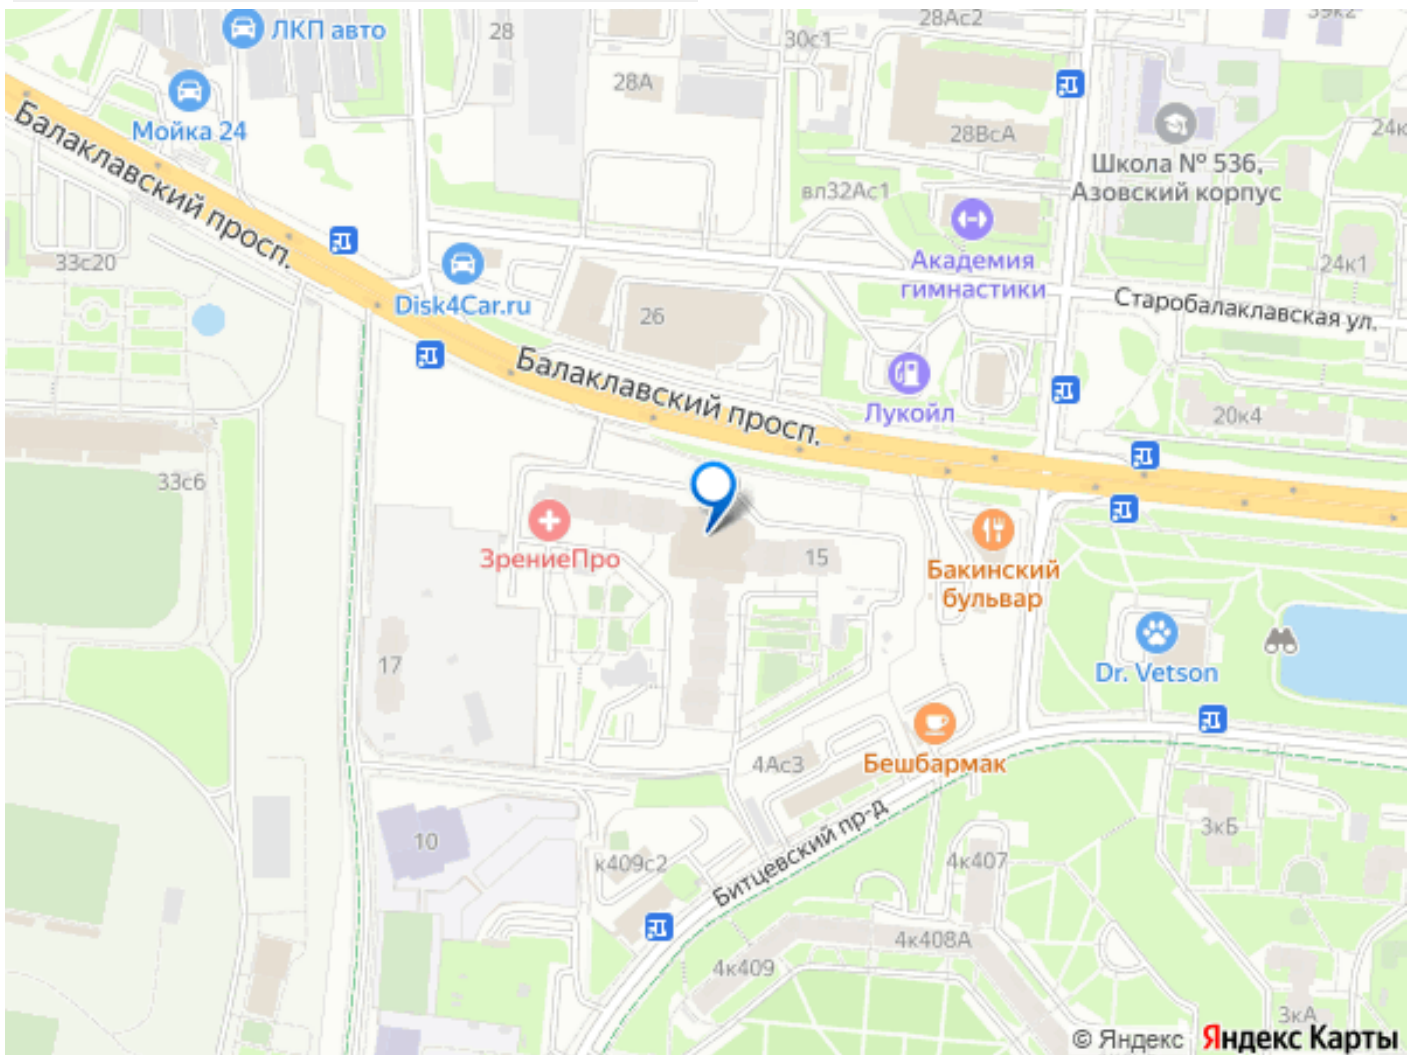 28Ас2
39к2
ЛКП авто
28
30с1
28А
24к
Мойка 24
28ВсА
Школа № 536,
Азовский корпус
Балаклавский просп.
вл32Ас1
33с20
Академия
гимнастики
24к1
Disk4Car.ru
26
Старобалаклавская ул.
Балаклавский просп.
Лукойл
20к4
33с6
ЗрениеПро
15
Бакинский
бульвар
17
Dr. Vetson
4Ас3
Бешбармак
10
3кБ
к409с2
Битцевский пр-д
4к407
4к408А
4к409
3кА
© Яндекс Яндекс Карты